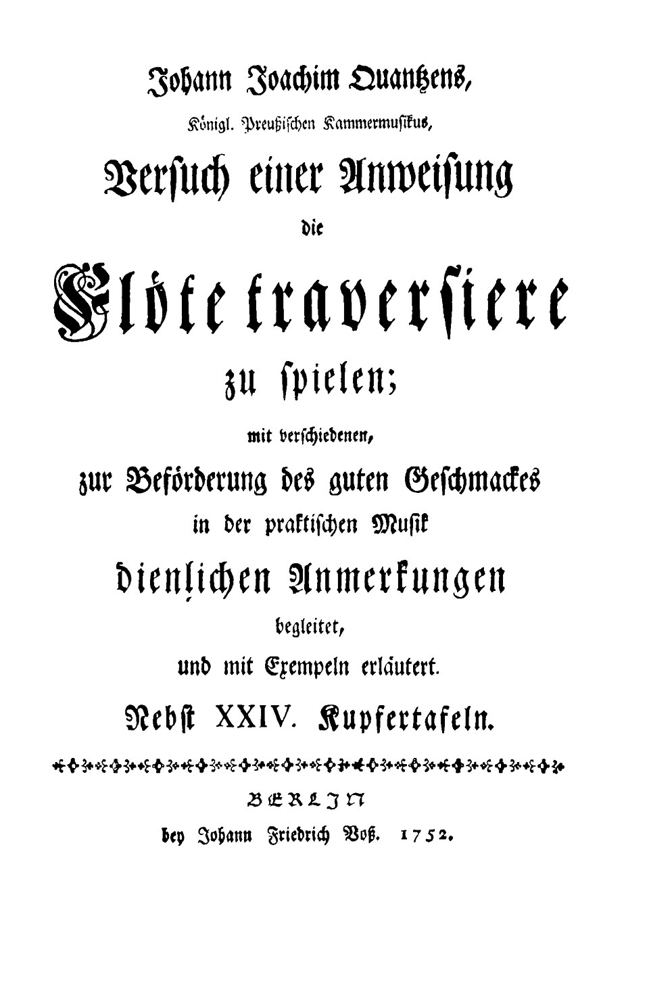 Johann Joachim Quantzens,
Königl. Preußischen Kammermusikus,
Versuch einer Anweisung
die
Flöte traversiere
zu spielen;
mit verschiedenen,
zur Beförderung des guten Geschmackes
in der praktischen Musik
dienlichen Anmerkungen
begleitet,
und mit Exempeln erläutert.
Nebst XXIV. Kupfertafeln.
BERLIN
bey Johann Friedrich Voß. 1752.